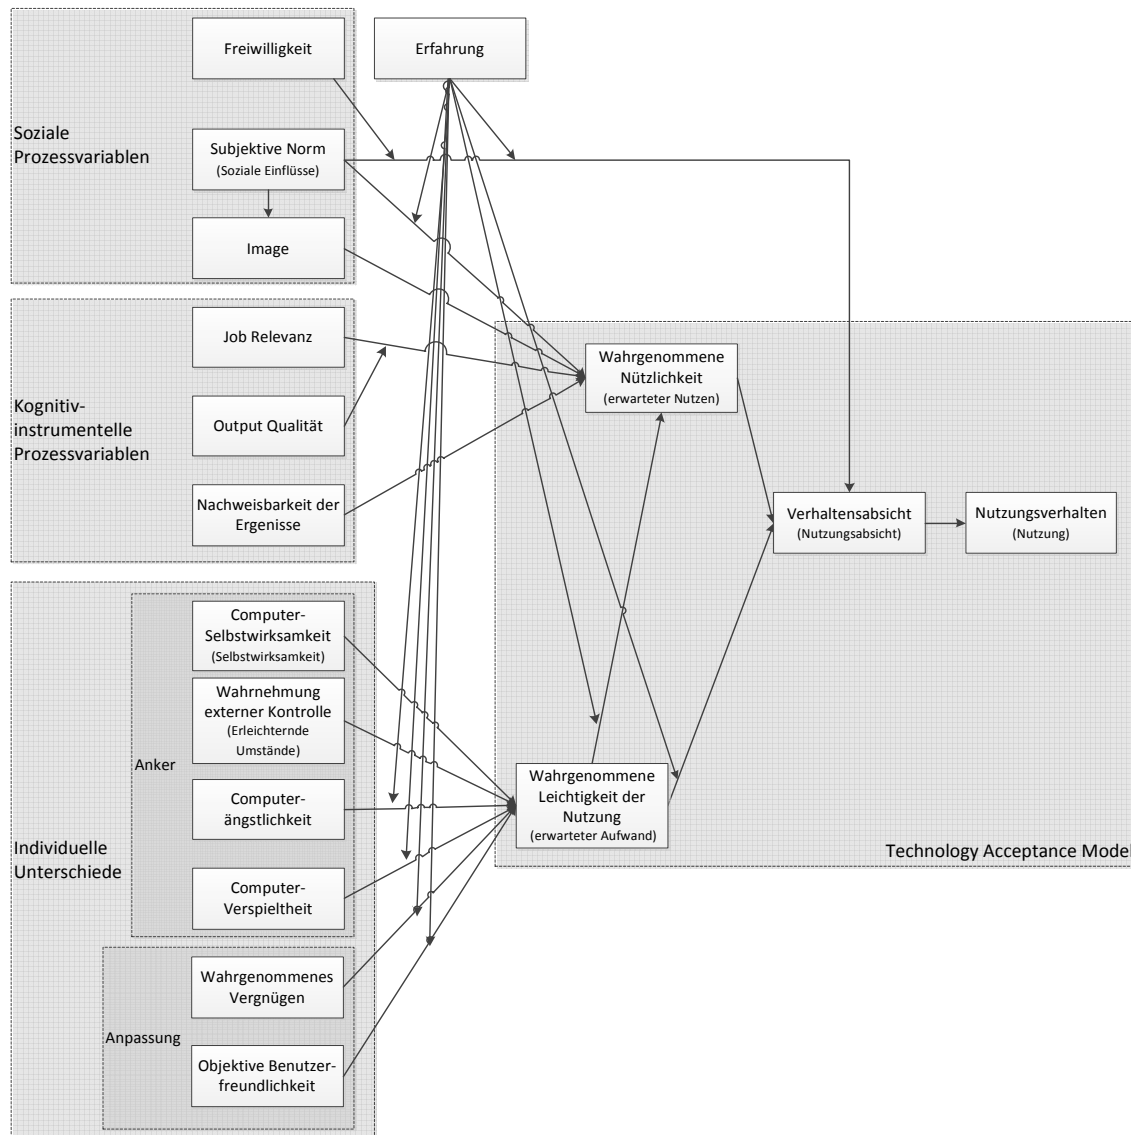 Freiwilligkeit
Erfahrung
Soziale
Prozessvariablen
Subjektive Norm
(Soziale Einflüsse)
Image
Job Relevanz
Kognitiv-
instrumentelle
Prozessvariablen
Output Qualität
Nachweisbarkeit der
Ergenisse
Wahrgenommene
Nützlichkeit
(erwarteter Nutzen)
Verhaltensabsicht
(Nutzungsabsicht)
Nutzungsverhalten
(Nutzung)
Computer-
Selbstwirksamkeit
(Selbstwirksamkeit)
Wahrnehmung
externer Kontrolle
(Erleichternde
Umstände)
Anker
Computer-
ängstlichkeit
Wahrgenommene
Leichtigkeit der
Nutzung
(erwarteter Aufwand)
Technology Acceptance Model
Individuelle
Unterschiede
Computer-
Verspieltheit
Wahrgenommenes
Vergnügen
Anpassung
Objektive Benutzer-
freundlichkeit